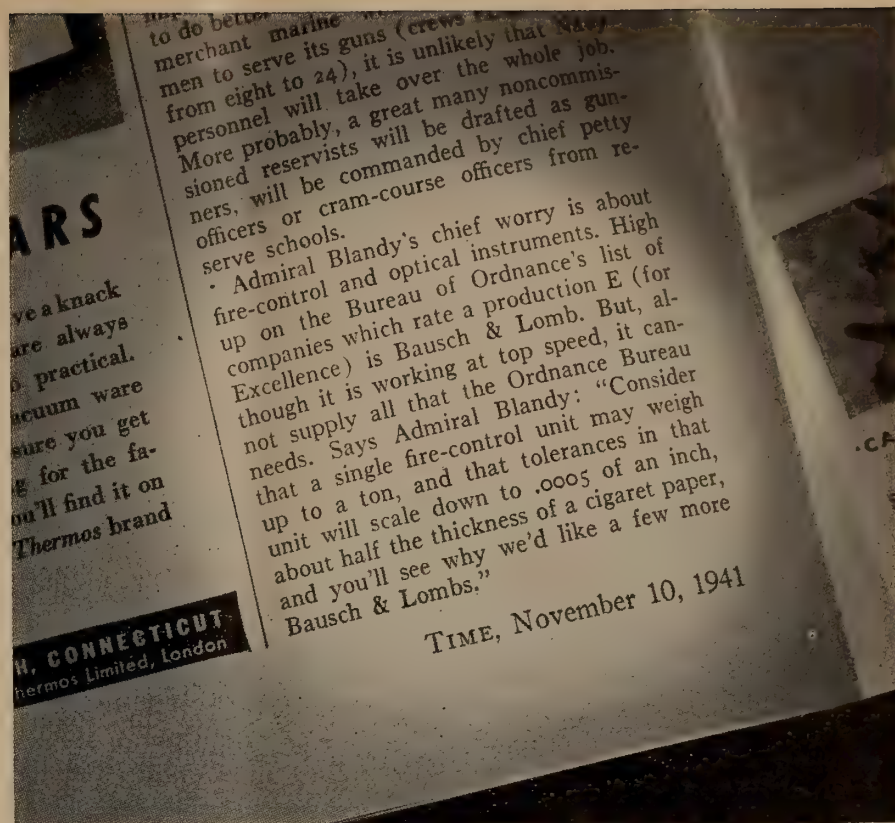 to do better
merchant marine
men to serve its guns (crews
from eight to 24), it is unlikely that Navy
personnel will take over the whole job.
More probably, a great many noncommis-
sioned reservists will be drafted as gun-
ners, will be commanded by chief petty
officers or cram-course officers from re-
serve schools.
· Admiral Blandy's chief worry is about
fire-control and optical instruments. High
up on the Bureau of Ordnance's list of
companies which rate a production E (for
Excellence) is Bausch & Lomb. But, al-
though it is working at top speed, it can-
not supply all that the Ordnance Bureau
needs. Says Admiral Blandy: “Consider
that a single fire-control unit may weigh
up to a ton, and that tolerances in that
unit will scale down to .0005 of an inch,
about half the thickness of a cigaret paper,
and you'll see why we'd like a few more
Bausch & Lombs.”
TIME, November 10, 1941
ARS
ve a knack
are always
practical.
acuum ware
sure you get
g for the fa-
ou'll find it on
Thermos brand
H, CONNECTICUT
hermos Limited, London
.CA